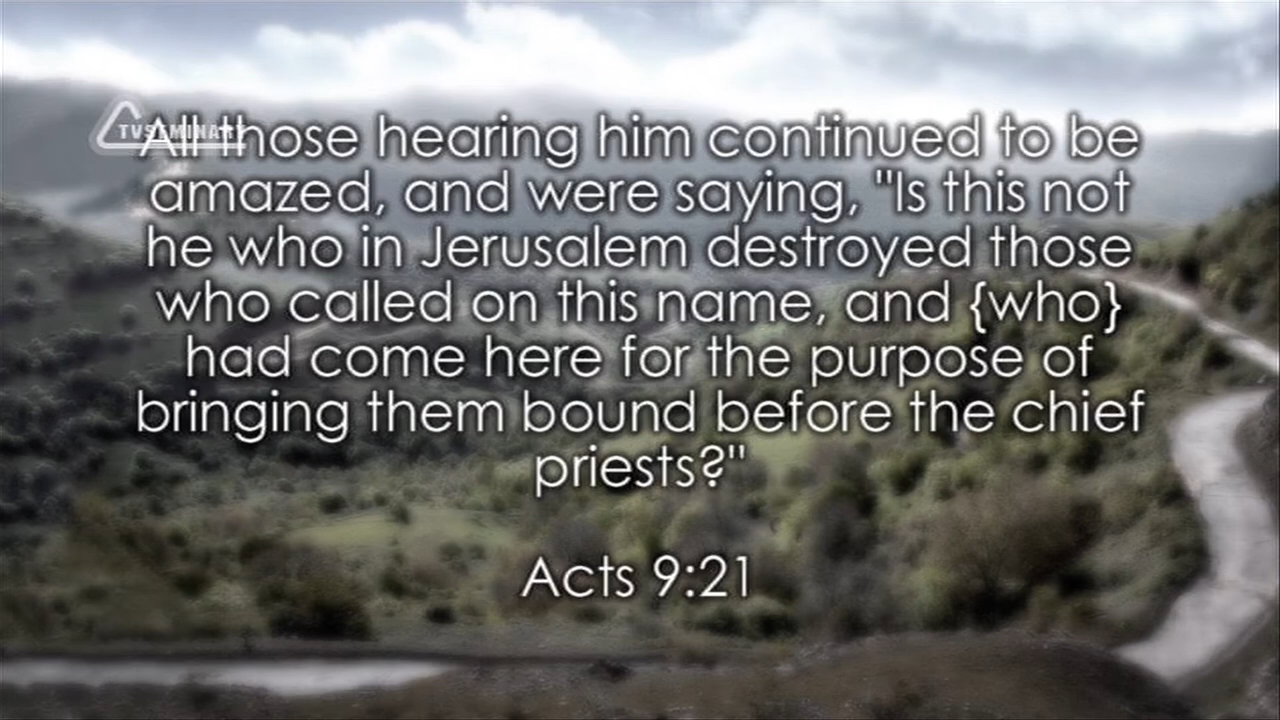 TVSEMINARY
All those hearing him continued to be
amazed, and were saying, "Is this not
he who in Jerusalem destroyed those
who called on this name, and {who}
had come here for the purpose of
bringing them bound before the chief
priests?"
Acts 9:21